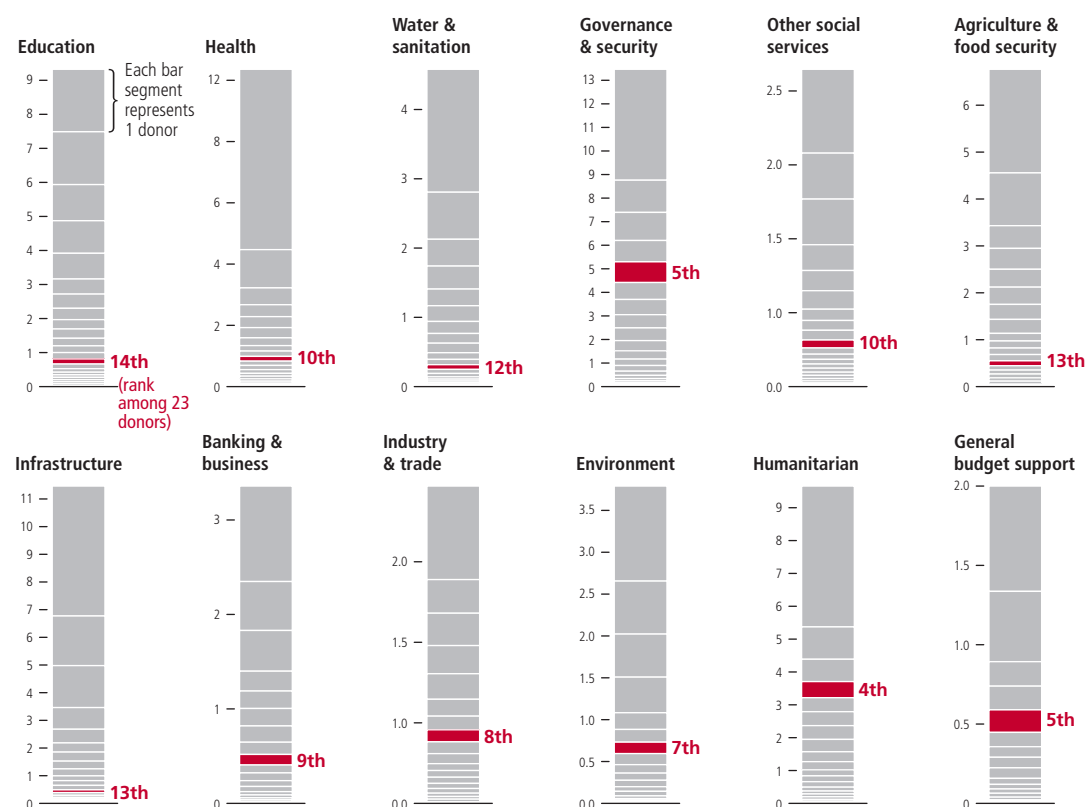 Education
9
8
7
6
5
4
3
2
1
0
Each bar
segment
represents
1 donor
14th
(rank
among 23
donors)
Health
12
8
6
4
2
0
10th
Water &
sanitation
4
3
2
1
0
12th
Governance
& security
13
12
11
10
9
8
7
6
5
4
3
2
1
0
5th
Other social
services
2.5
2.0
1.5
1.0
0.0
10th
Agriculture &
food security
6
5
4
3
2
1
0
13th
Infrastructure
11
10
9
8
7
6
5
4
3
2
1
0
13th
Banking &
business
3
2
1
0
9th
Industry
& trade
2.0
1.5
1.0
0.0
8th
Environment
3.5
3.0
2.5
2.0
1.5
1.0
0.5
0.0
7th
Humanitarian
9
8
7
6
5
4
3
2
1
0
4th
General
budget support
2.0
1.5
1.0
0.5
0
5th